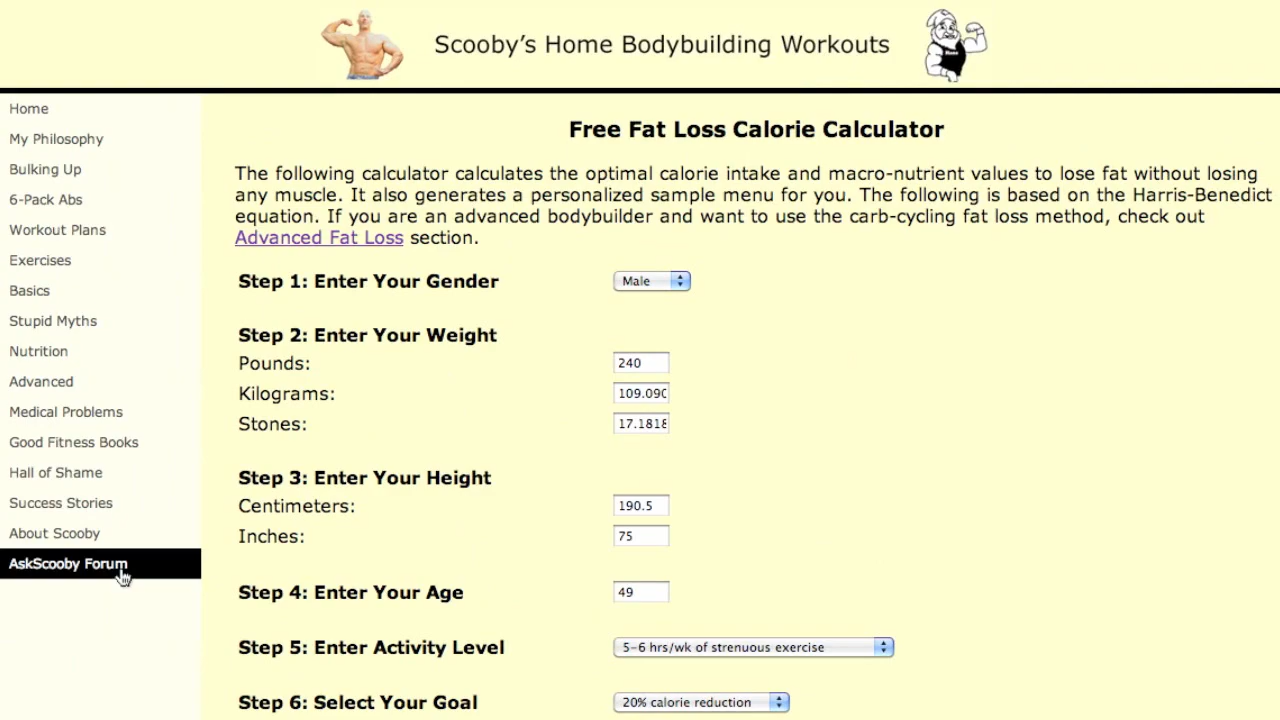 Scooby's Home Bodybuilding Workouts
Home
My Philosophy
Bulking Up
6-Pack Abs
Workout Plans
Exercises
Basics
Stupid Myths
Nutrition
Advanced
Medical Problems
Good Fitness Books
Hall of Shame
Success Stories
About Scooby
AskScooby Forum
Free Fat Loss Calorie Calculator
The following calculator calculates the optimal calorie intake and macro-nutrient values to lose fat without losing
any muscle. It also generates a personalized sample menu for you. The following is based on the Harris-Benedict
equation. If you are an advanced bodybuilder and want to use the carb-cycling fat loss method, check out
Advanced Fat Loss section.
Step 1: Enter Your Gender Male
Step 2: Enter Your Weight
Pounds: 240
Kilograms: 109.090
Stones: 17.1818
Step 3: Enter Your Height
Centimeters: 190.5
Inches: 75
Step 4: Enter Your Age 49
Step 5: Enter Activity Level 5-6 hrs/wk of strenuous exercise
Step 6: Select Your Goal 20% calorie reduction